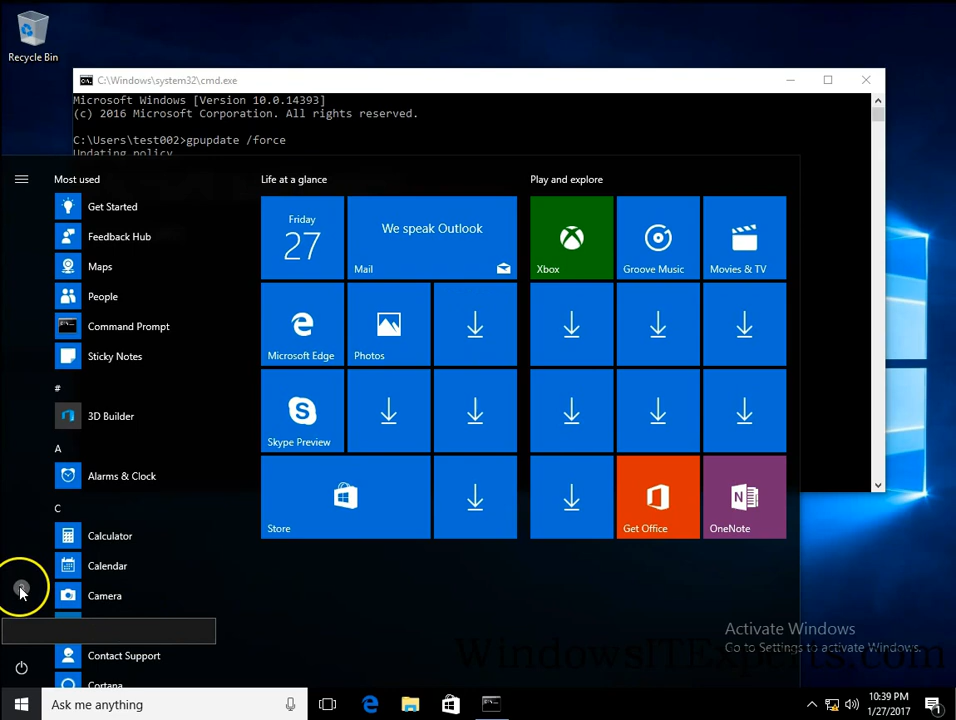 Recycle Bin
C:\Windows\system32\cmd.exe
Microsoft Windows [Version 10.0.14393]
(c) 2016 Microsoft Corporation. All rights reserved.
C:\Users\test002>gpupdate /force
Updating policy
Most used
Get Started
Feedback Hub
Maps
People
Command Prompt
Sticky Notes
#
3D Builder
A
Alarms & Clock
C
Calculator
Calendar
Camera
Contact Support
Cortana
Life at a glance
Friday
27
We speak Outlook
Mail
Microsoft Edge
Photos
Skype Preview
Store
Play and explore
Xbox
Groove Music
Movies & TV
Get Office
OneNote
Activate Windows
Go to Settings to activate Windows.
WindowsITExperts.com
Ask me anything
10:39 PM
1/27/2017
1